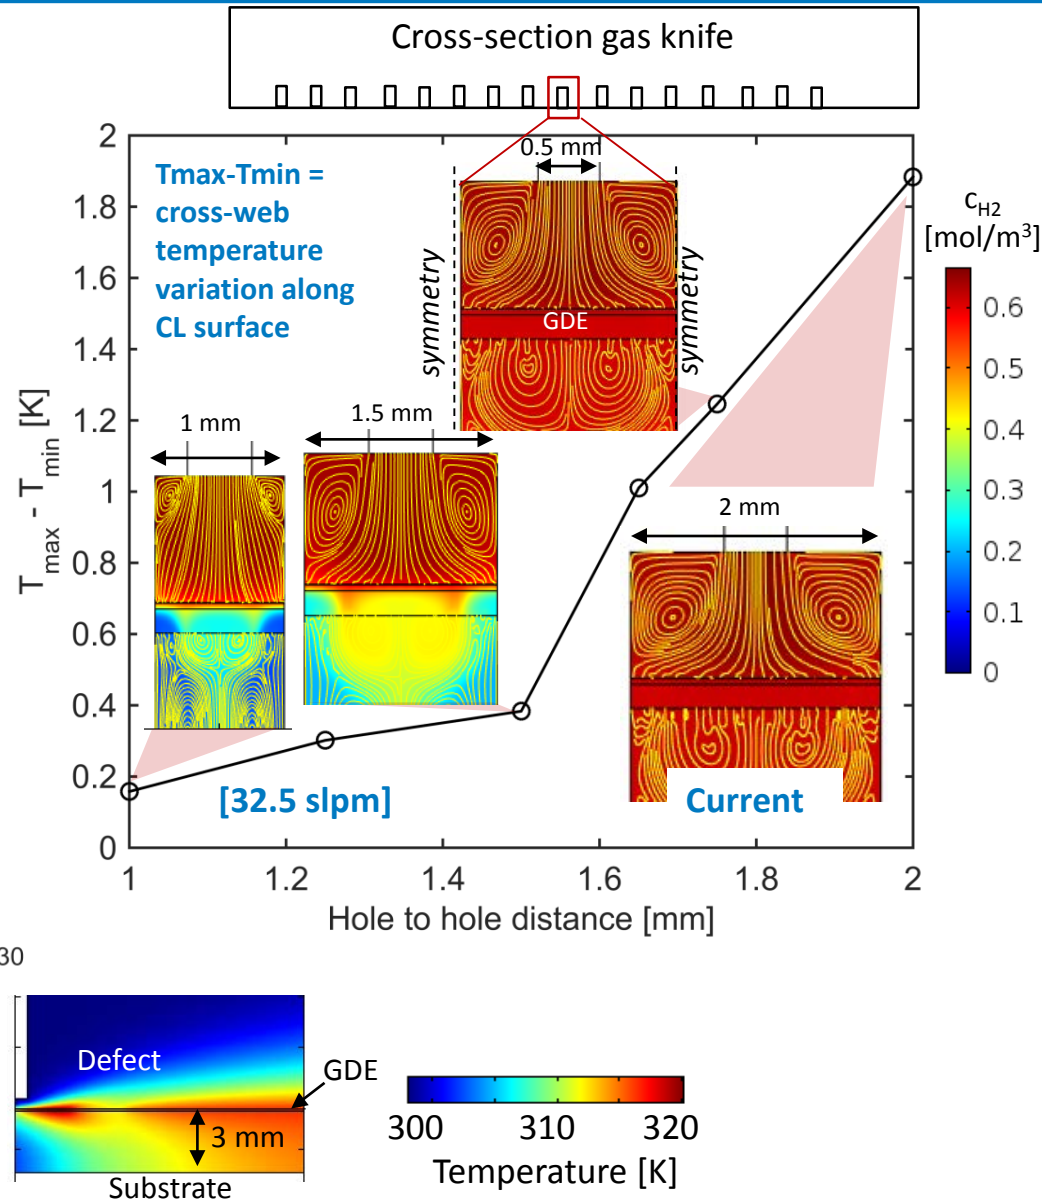 Cross-section gas knife
2
1.8
1.6
1.4
1.2
1
0.8
0.6
0.4
0.2
0
T_max - T_min [K]
Tmax-Tmin =
cross-web
temperature
variation along
CL surface
0.5 mm
symmetry
GDE
symmetry
1 mm
1.5 mm
2 mm
[32.5 slpm]
Current
c_H2
[mol/m³]
0.6
0.5
0.4
0.3
0.2
0.1
0
1
1.2
1.4
1.6
1.8
2
Hole to hole distance [mm]
30
Defect
GDE
3 mm
Substrate
300
310
320
Temperature [K]